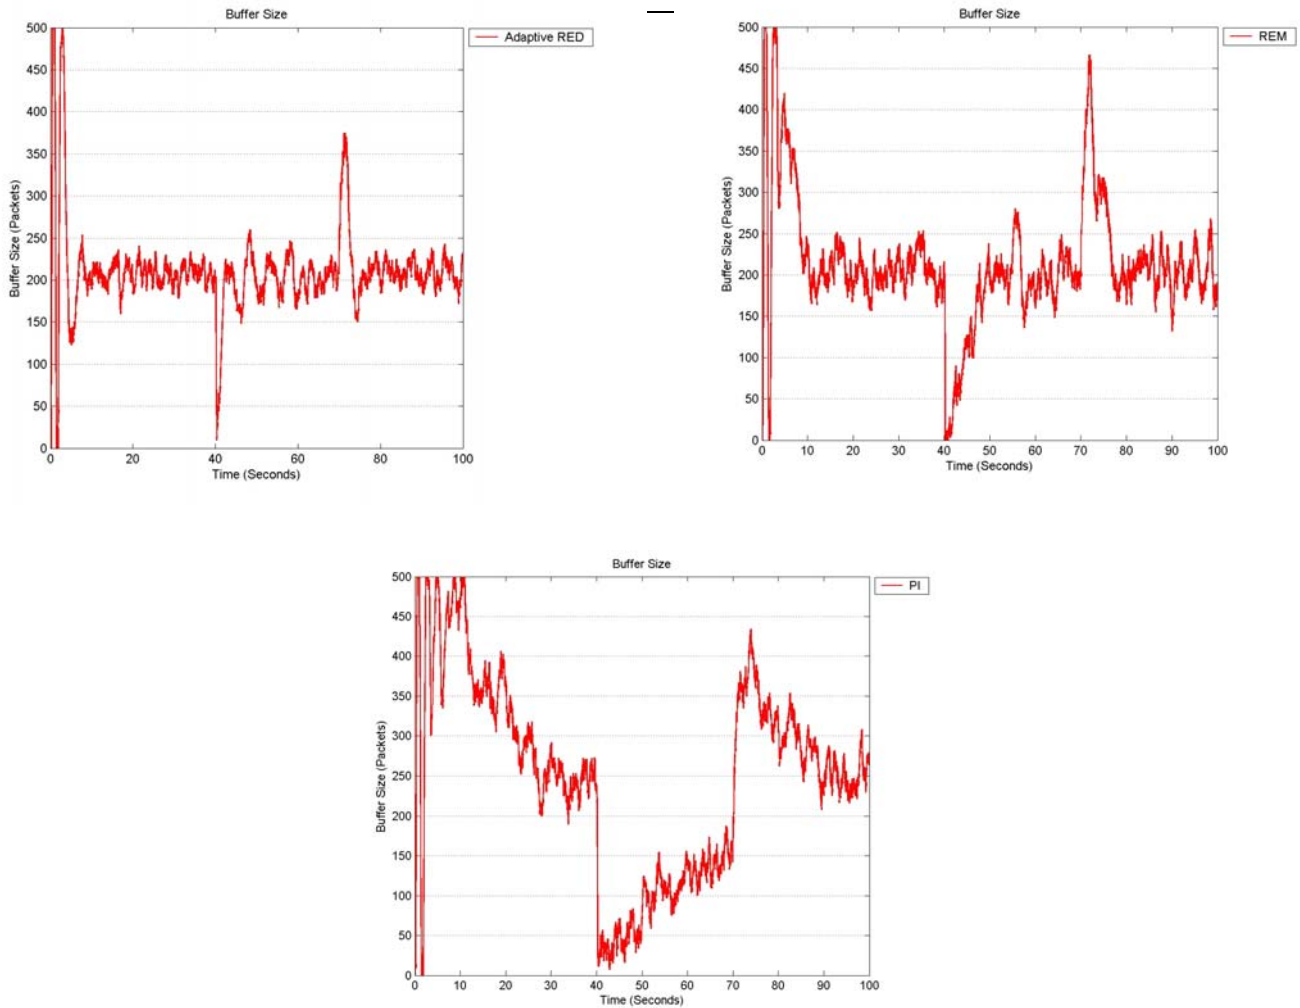 Buffer Size
Adaptive RED
500
450
400
350
300
250
200
150
100
50
0
Buffer Size (Packets)
0 20 40 60 80 100
Time (Seconds)
Buffer Size
REM
500
450
400
350
300
250
200
150
100
50
0
Buffer Size (Packets)
0 10 20 30 40 50 60 70 80 90 100
Time (Seconds)
Buffer Size
PI
500
450
400
350
300
250
200
150
100
50
0
Buffer Size (Packets)
0 10 20 30 40 50 60 70 80 90 100
Time (Seconds)